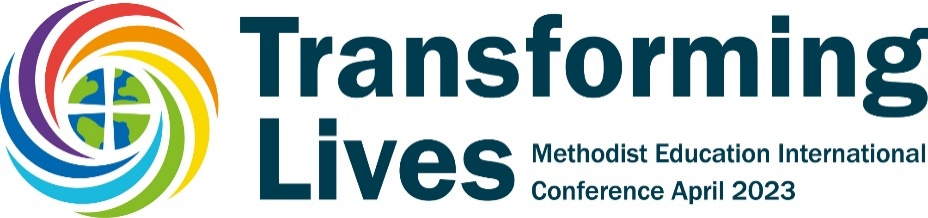 Transforming
Lives
Methodist Education International
Conference April 2023